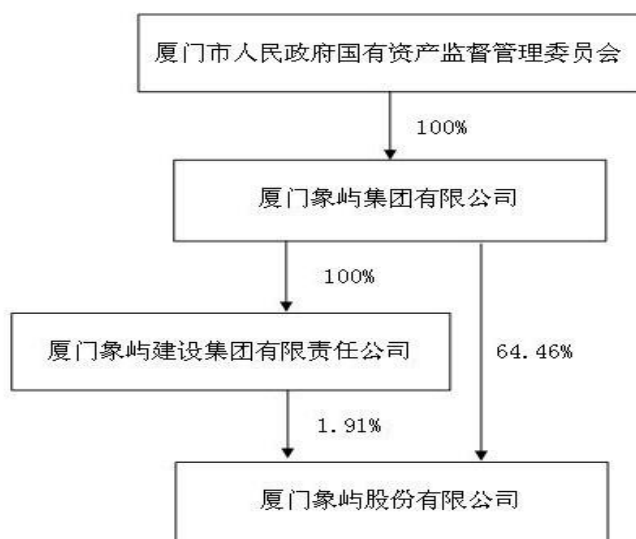 厦门市人民政府国有资产监督管理委员会
100%
厦门象屿集团有限公司
100%
厦门象屿建设集团有限责任公司
64.46%
1.91%
厦门象屿股份有限公司